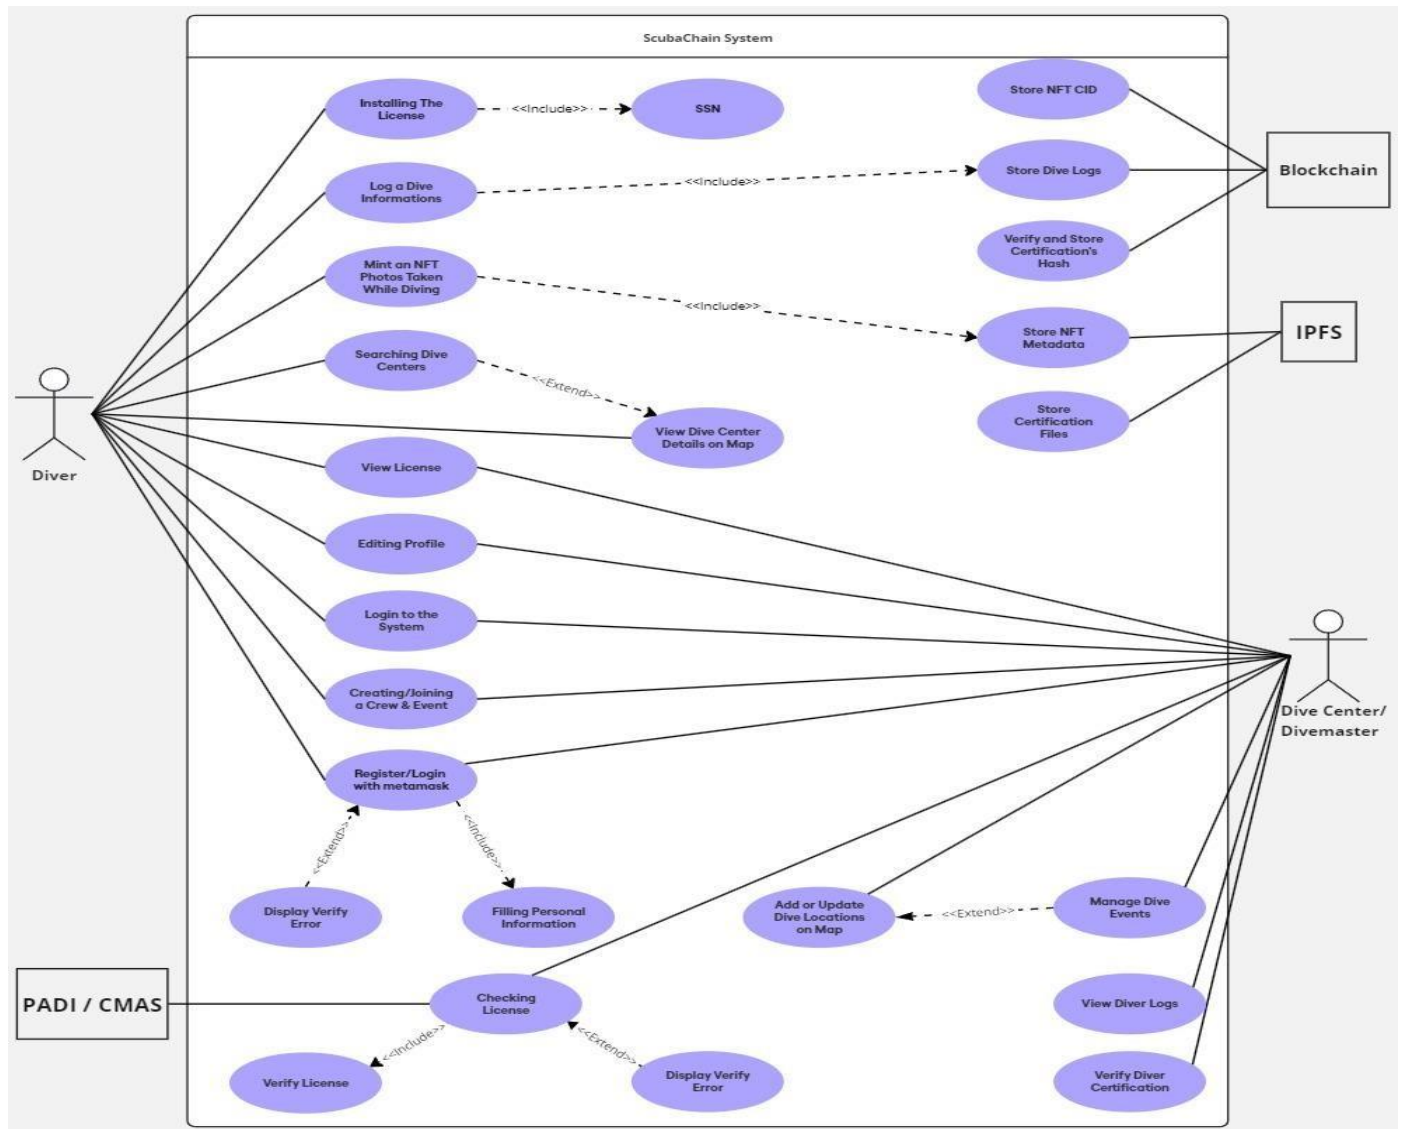 ScubaChain System
Installing The
License
<<Include>>
SSN
Store NFT CID
Log a Dive
Informations
<<Include>>
Store Dive Logs
Blockchain
Mint an NFT
Photos Taken
While Diving
<<Include>>
Verify and Store
Certification's
Hash
Store NFT
Metadata
IPFS
Searching Dive
Centers
<<Extend>>
View Dive Center
Details on Map
Store
Certification
Files
Diver
View License
Editing Profile
Login to the
System
Creating/Joining
a Crew & Event
Dive Center/
Divemaster
Register/Login
with metamask
<<Extend>>
<<Include>>
Display Verify
Error
Filling Personal
Information
Add or Update
Dive Locations
on Map
<<Extend>>
Manage Dive
Events
PADI / CMAS
Checking
License
View Diver Logs
<<Include>>
<<Extend>>
Verify License
Display Verify
Error
Verify Diver
Certification